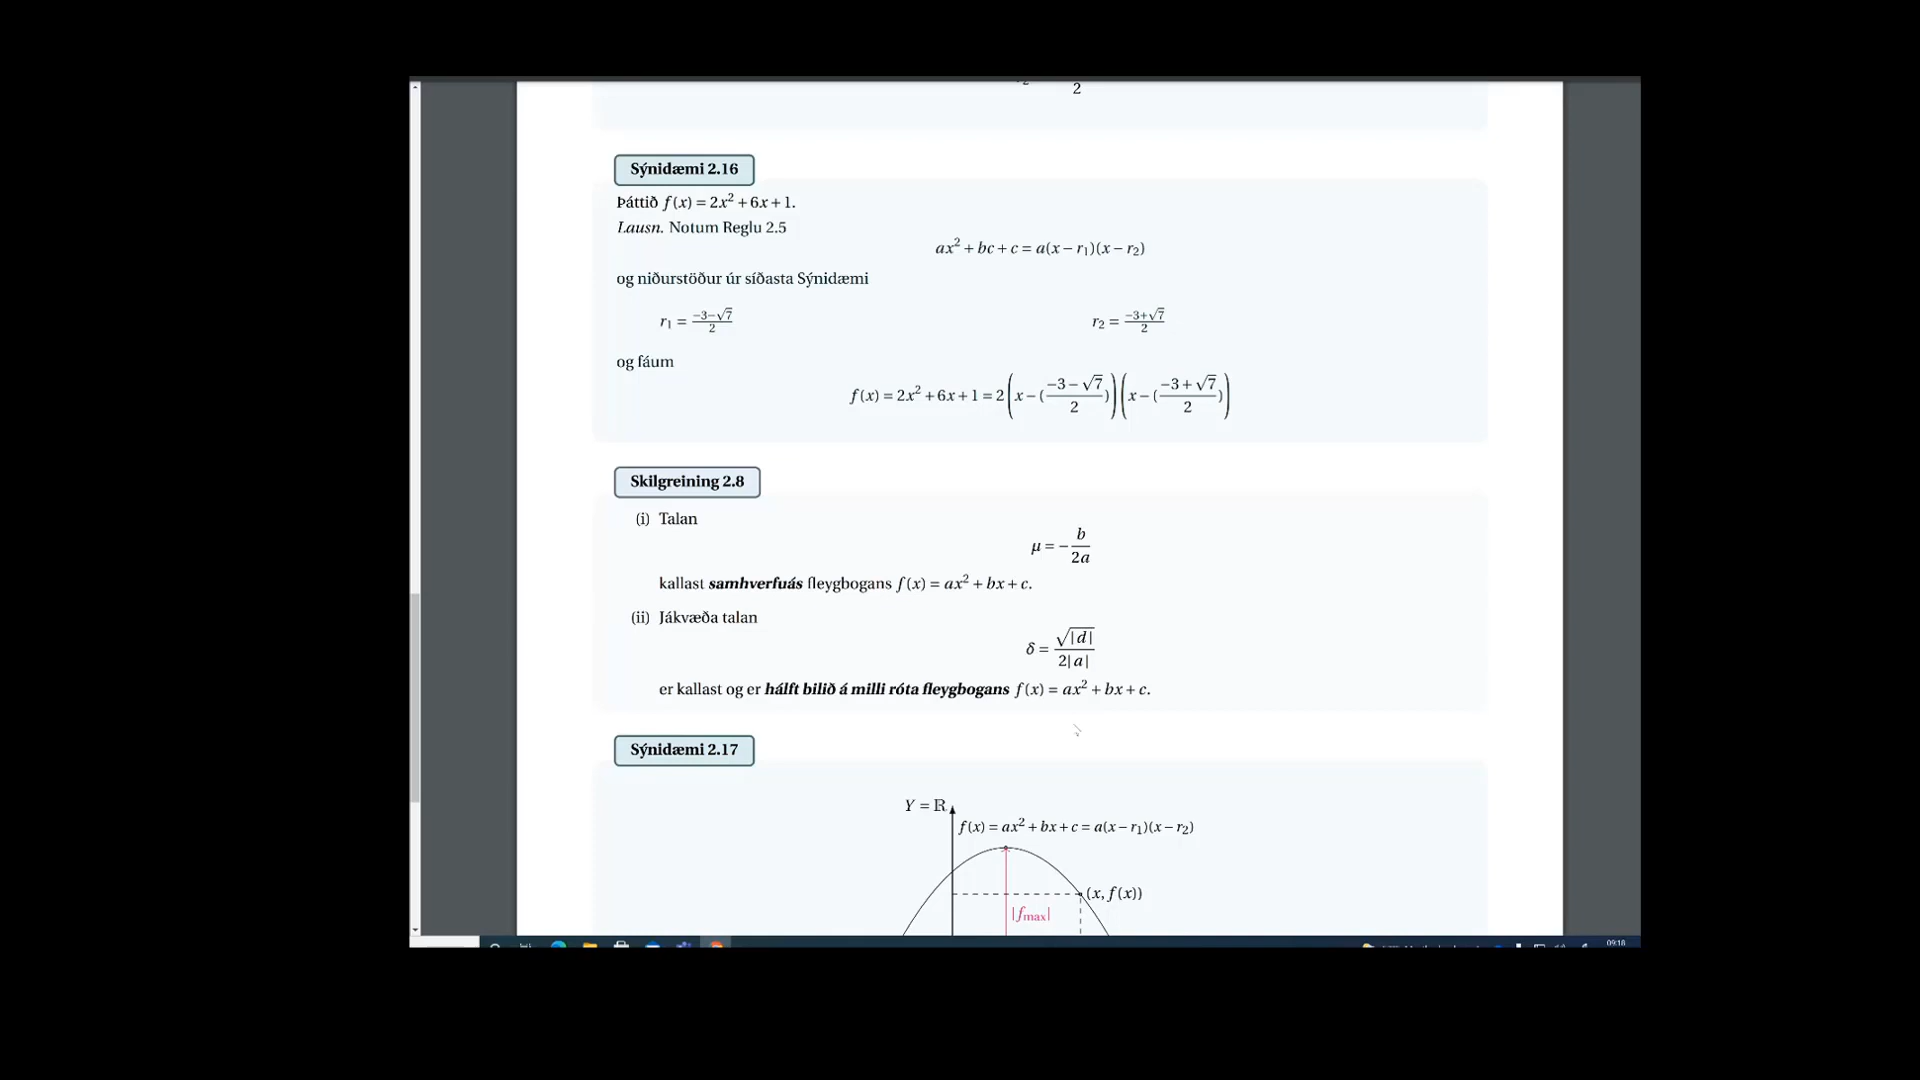 2
Sýnidæmi 2.16
Þáttið f(x) = 2x² + 6x + 1.
Lausn. Notum Reglu 2.5
ax² + bc + c = a(x − r₁)(x − r₂)
og niðurstöður úr síðasta Sýnidæmi
r₁ = (−3−√7)/2 r₂ = (−3+√7)/2
og fáum
f(x) = 2x² + 6x + 1 = 2(x − ((−3 − √7)/2))(x − ((−3 + √7)/2))
Skilgreining 2.8
(i) Talan
μ = −b/2a
kallast samhverfuás fleygbogans f(x) = ax² + bx + c.
(ii) Jákvæða talan
δ = √|d|/2|a|
er kallast og er hálft bilið á milli róta fleygbogans f(x) = ax² + bx + c.
Sýnidæmi 2.17
Y = ℝ
f(x) = ax² + bx + c = a(x − r₁)(x − r₂)
(x, f(x))
|fmax|
09:18